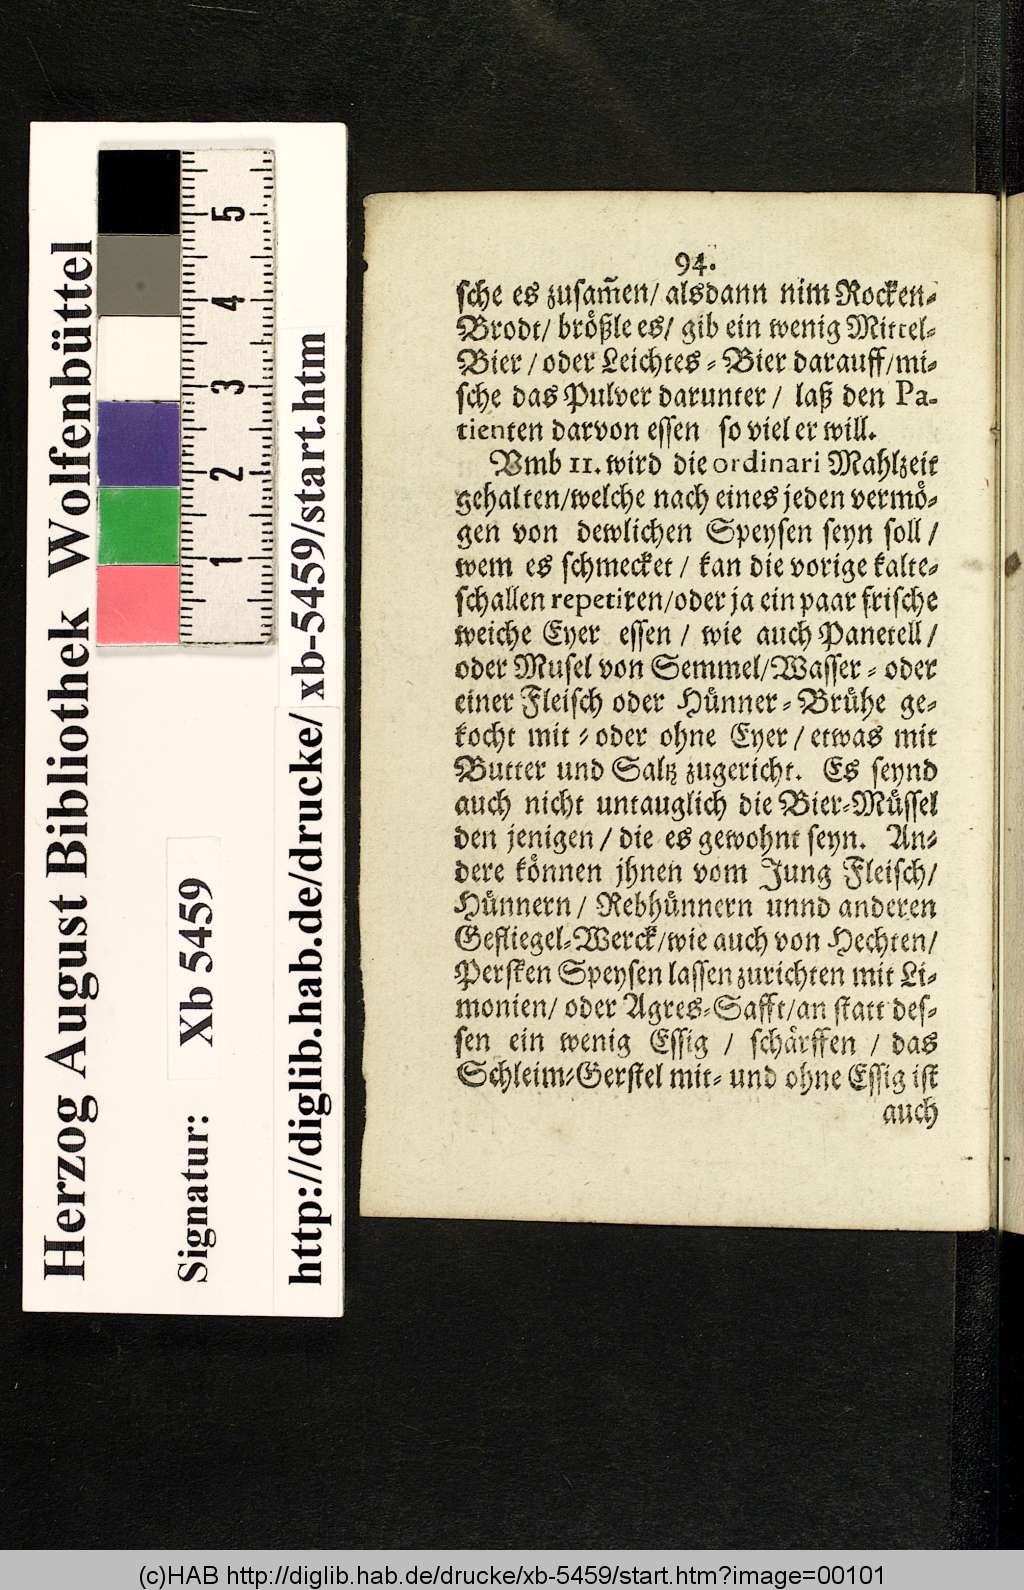 94.
sche es zusam̄en/ alsdann nim Rocken-
Brodt/ brößle es/ gib ein wenig Mittel-
Bier / oder Leichtes - Bier darauff/mi-
sche das Pulver darunter / laß den Pa-
tienten darvon essen so viel er will.
Vmb 11. wird die ordinari Mahlzeit
gehalten/welche nach eines jeden vermö-
gen von dewlichen Speysen seyn soll /
wem es schmecket / kan die vorige kalte-
schallen repetiren/oder ja ein paar frische
weiche Eyer essen / wie auch Panetell /
oder Musel von Semmel/Wasser - oder
einer Fleisch oder Hünner - Brühe ge-
kocht mit - oder ohne Eyer / etwas mit
Butter und Saltz zugericht. Es seynd
auch nicht untauglich die Bier-Müssel
den jenigen / die es gewohnt seyn. An-
dere können jhnen vom Jung Fleisch/
Hünnern / Rebhünnern unnd anderen
Gefliegel-Werck/wie auch von Hechten/
Persken Speysen lassen zurichten mit Li-
monien/ oder Agres-Safft/an statt des-
sen ein wenig Essig / schärffen / das
Schleim-Gerstel mit- und ohne Essig ist
auch
Herzog August Bibliothek Wolfenbüttel
Signatur: Xb 5459
http://diglib.hab.de/drucke/xb-5459/start.htm
5
4
3
2
1
(c)HAB http://diglib.hab.de/drucke/xb-5459/start.htm?image=00101